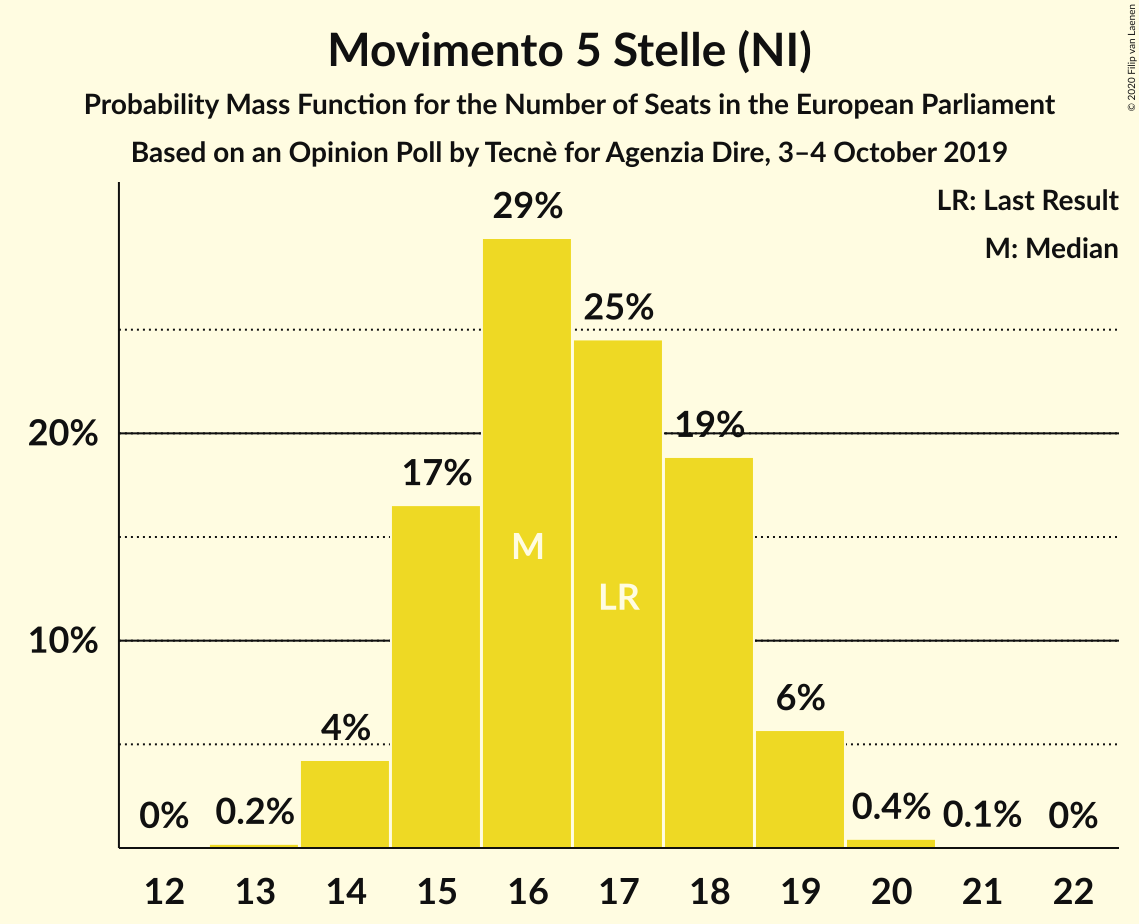 Movimento 5 Stelle (NI)
Probability Mass Function for the Number of Seats in the European Parliament
Based on an Opinion Poll by Tecnè for Agenzia Dire, 3–4 October 2019
© 2020 Filip van Laenen
LR: Last Result
M: Median
29%
25%
20%
19%
17%
M
LR
10%
6%
4%
0%
0.2%
0.4%
0.1%
0%
12 13 14 15 16 17 18 19 20 21 22